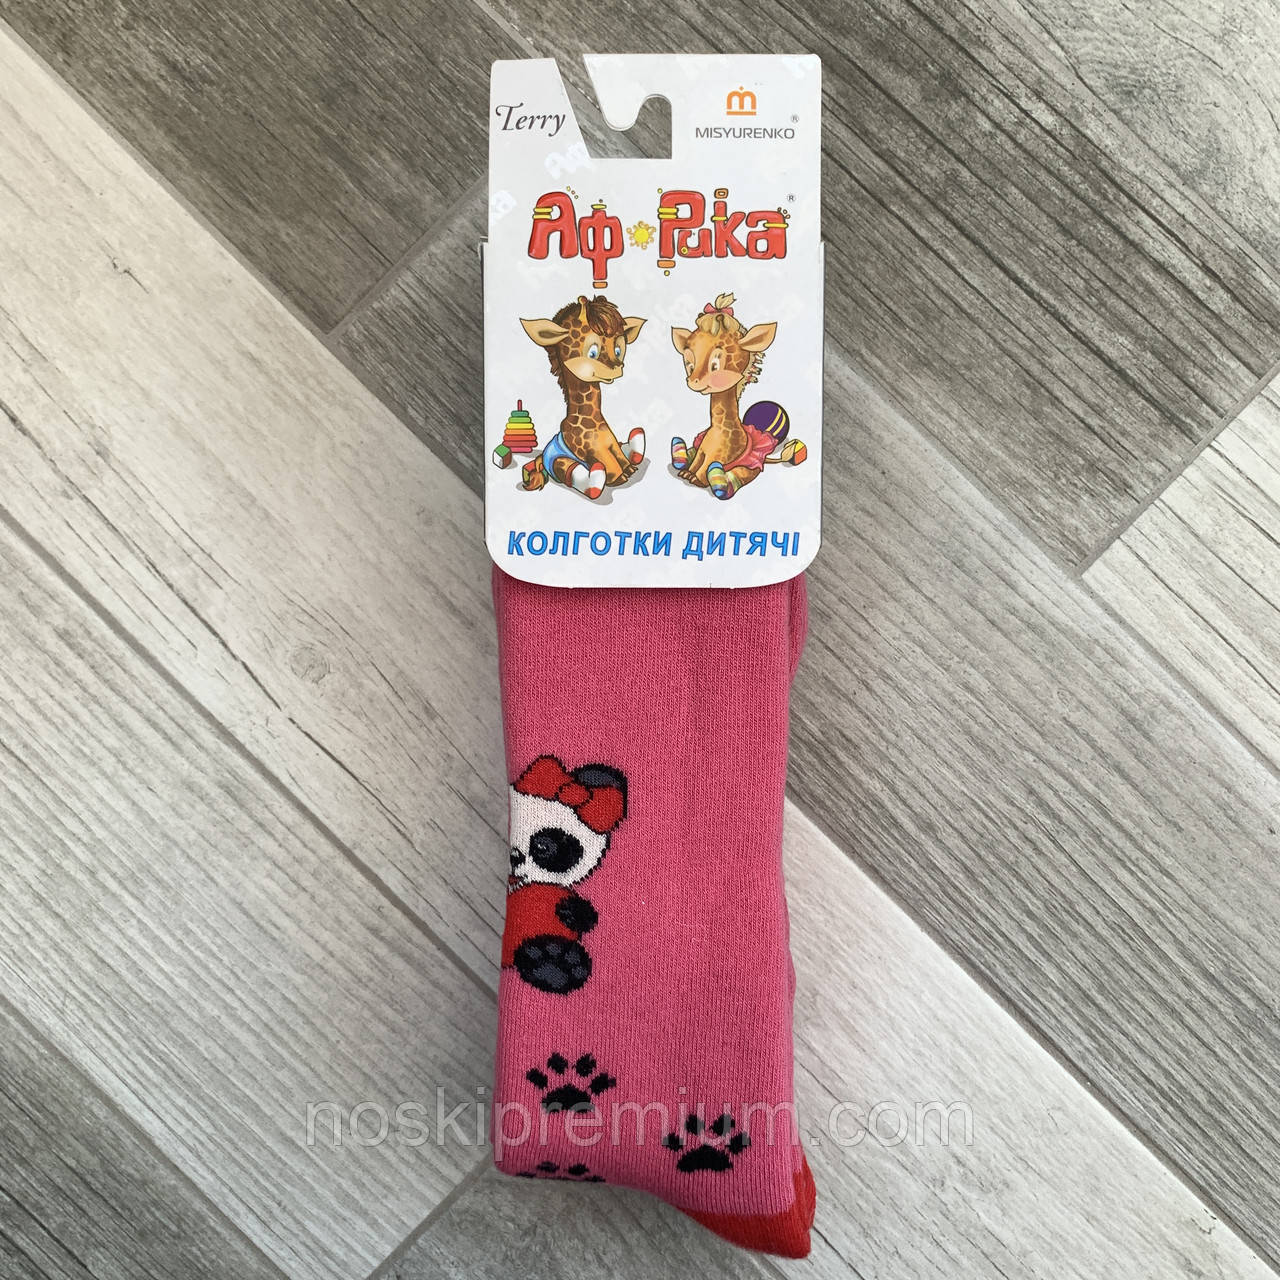 Terry
MISYURENKO ®
Аф Рика ®
КОЛГОТКИ ДИТЯЧІ
noskipremium.com